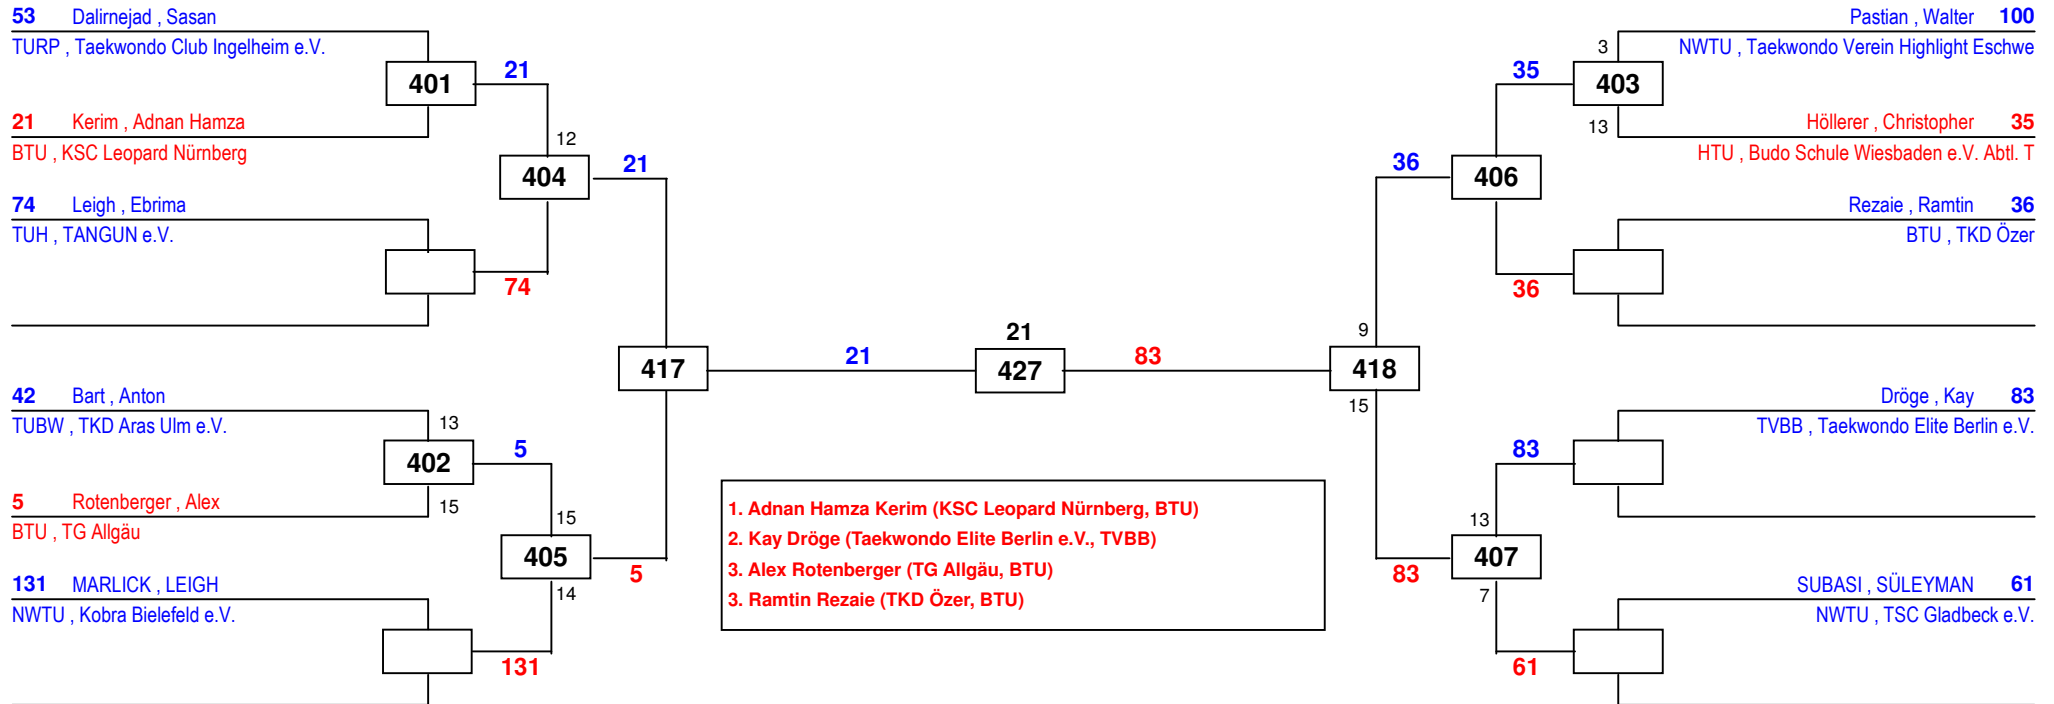 53 Dalirnejad , Sasan
TURP , Taekwondo Club Ingelheim e.V.
401
21
21 Kerim , Adnan Hamza
BTU , KSC Leopard Nürnberg
12
404
21
74 Leigh , Ebrima
TUH , TANGUN e.V.
74
417
21
42 Bart , Anton
TUBW , TKD Aras Ulm e.V.
13
402
5
5 Rotenberger , Alex
15
BTU , TG Allgäu
15
405
5
14
131 MARLICK , LEIGH
NWTU , Kobra Bielefeld e.V.
131
21
427
83
1. Adnan Hamza Kerim (KSC Leopard Nürnberg, BTU)
2. Kay Dröge (Taekwondo Elite Berlin e.V., TVBB)
3. Alex Rotenberger (TG Allgäu, BTU)
3. Ramtin Rezaie (TKD Özer, BTU)
Pastian , Walter 100
3
NWTU , Taekwondo Verein Highlight Eschwe
35
403
13
Höllerer , Christopher 35
HTU , Budo Schule Wiesbaden e.V. Abtl. T
36
406
Rezaie , Ramtin 36
BTU , TKD Özer
36
9
418
15
Dröge , Kay 83
TVBB , Taekwondo Elite Berlin e.V.
83
13
407
83
7
SUBASI , SÜLEYMAN 61
NWTU , TSC Gladbeck e.V.
61